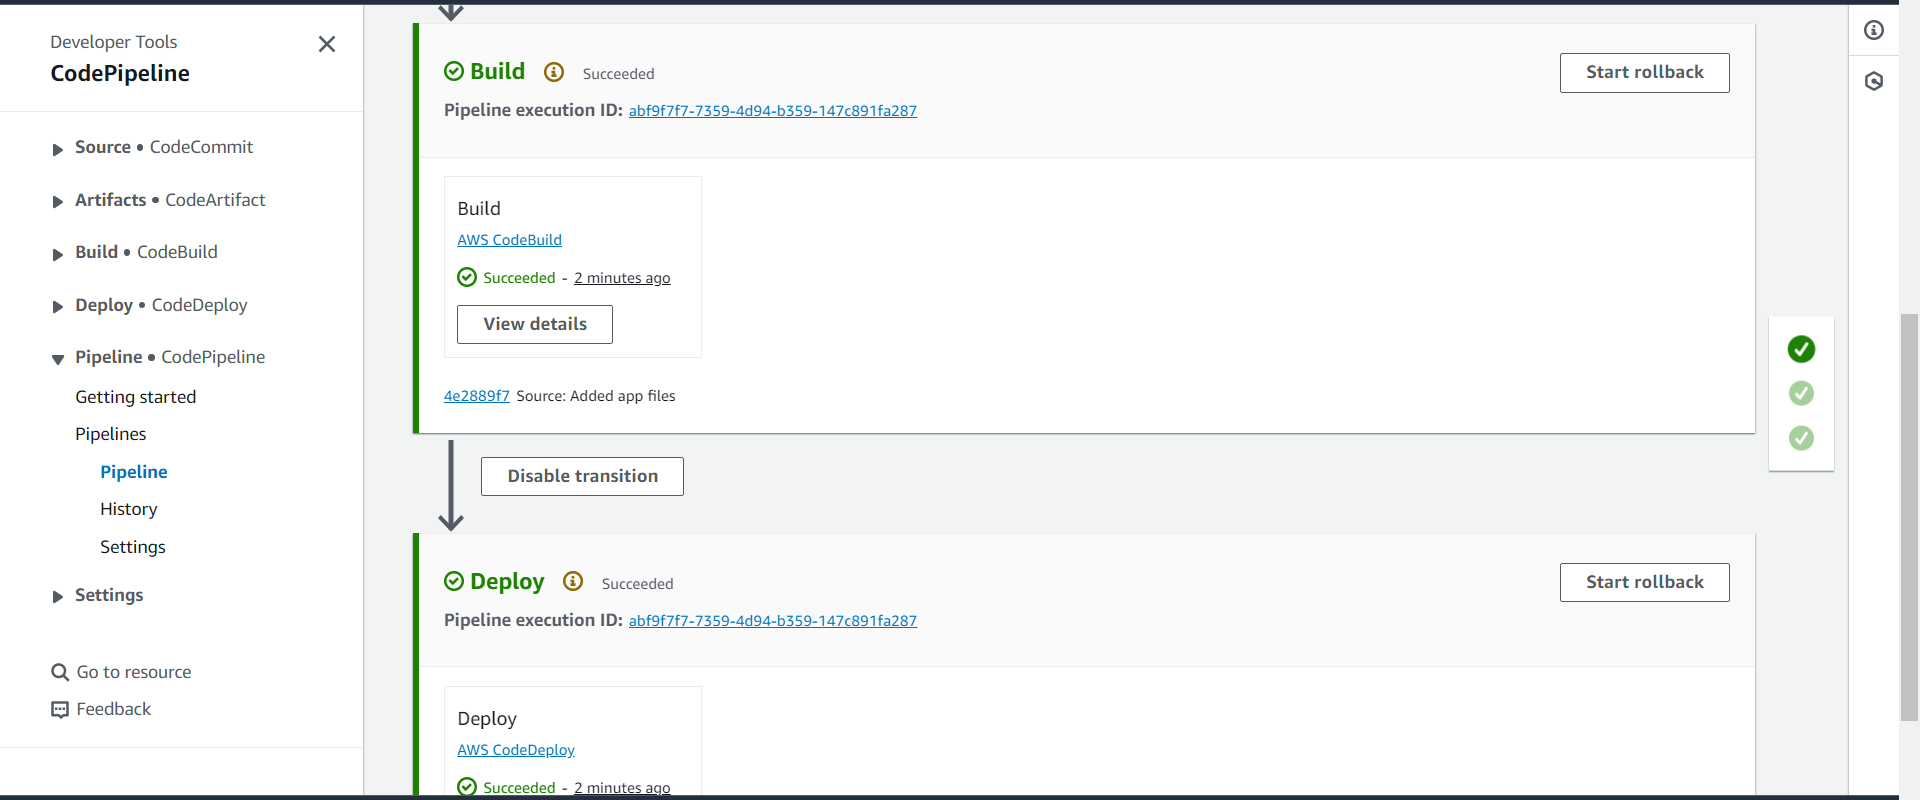 Developer Tools
CodePipeline
Source • CodeCommit
Artifacts • CodeArtifact
Build • CodeBuild
Deploy • CodeDeploy
Pipeline • CodePipeline
Getting started
Pipelines
Pipeline
History
Settings
Settings
Go to resource
Feedback
Build Succeeded
Start rollback
Pipeline execution ID: abf9f7f7-7359-4d94-b359-147c891fa287
Build
AWS CodeBuild
Succeeded - 2 minutes ago
View details
4e2889f7 Source: Added app files
Disable transition
Deploy Succeeded
Start rollback
Pipeline execution ID: abf9f7f7-7359-4d94-b359-147c891fa287
Deploy
AWS CodeDeploy
Succeeded - 2 minutes ago